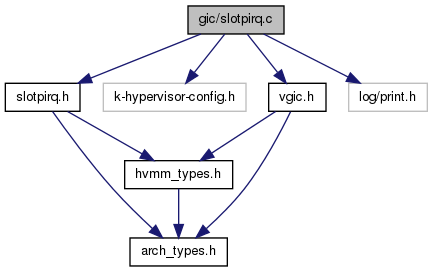 gic/slotpirq.c
slotpirq.h
k-hypervisor-config.h
vgic.h
log/print.h
hvmm_types.h
arch_types.h